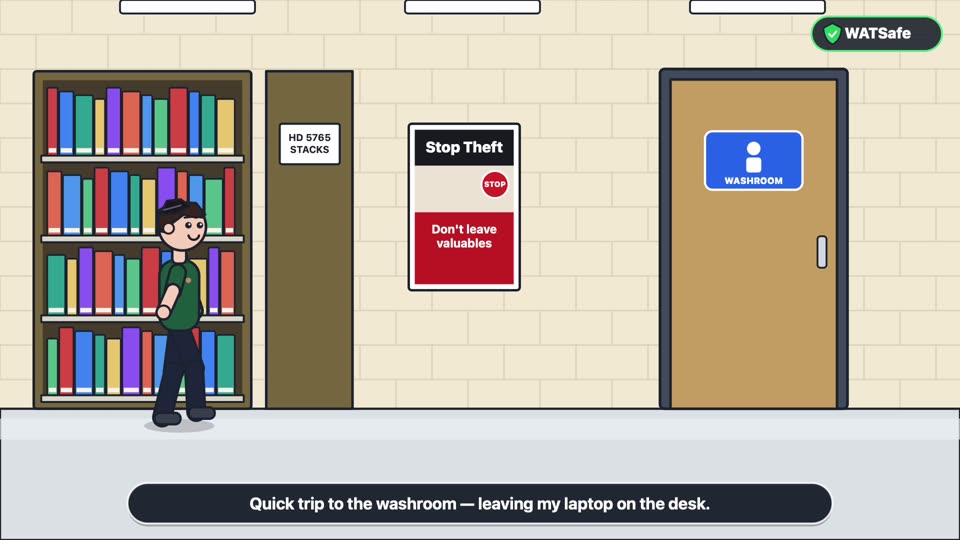 WATSafe
HD 5765
STACKS
Stop Theft
STOP
Don't leave
valuables
WASHROOM
Quick trip to the washroom — leaving my laptop on the desk.